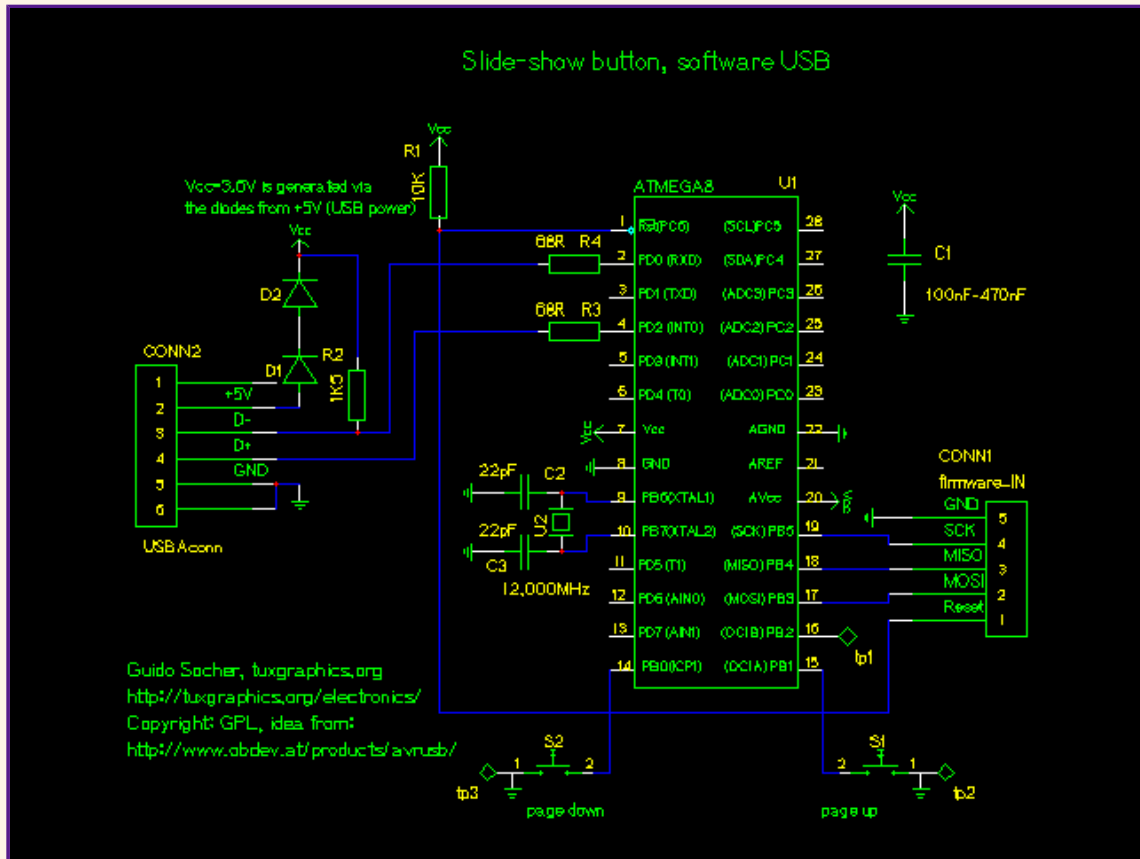 Slide-show button, software USB
Vcc
R1
10K
Vcc=3.6V is generated via
the diodes from +5V (USB power)
Vcc
D2
D1
R2
1K5
CONN2
1
2
3
4
5
6
+5V
D-
D+
GND
USB A conn
68R R4
68R R3
ATMEGA8 U1
1 (PC6)
2 PD0 (RXD)
3 PD1 (TXD)
4 PD2 (INT0)
5 PD3 (INT1)
6 PD4 (T0)
Vcc 7 Vcc
8 GND
9 PB6(XTAL1)
10 PB7(XTAL2)
11 PD5 (T1)
12 PD6 (AIN0)
13 PD7 (AIN1)
14 PB0(ICP1)
(SCL)PC5 28
(SDA)PC4 27
(ADC3)PC3 26
(ADC2)PC2 25
(ADC1)PC1 24
(ADC0)PC0 23
AGND 22
AREF 21
AVcc 20
(SCK)PB5 19
(MISO)PB4 18
(MOSI)PB3 17
(OC1B)PB2 16
(OC1A)PB1 15
Vcc
C1
100nF-470nF
22pF C2
U2
22pF
C3
12,000MHz
CONN1
firmware_IN
GND 5
SCK 4
MISO 3
MOSI 2
Reset 1
tp1
Guido Socher, tuxgraphics.org
http://tuxgraphics.org/electronics/
Copyright: GPL, idea from:
http://www.obdev.at/products/avrusb/
S2
1 2
tp3
page down
S1
2 1
tp2
page up